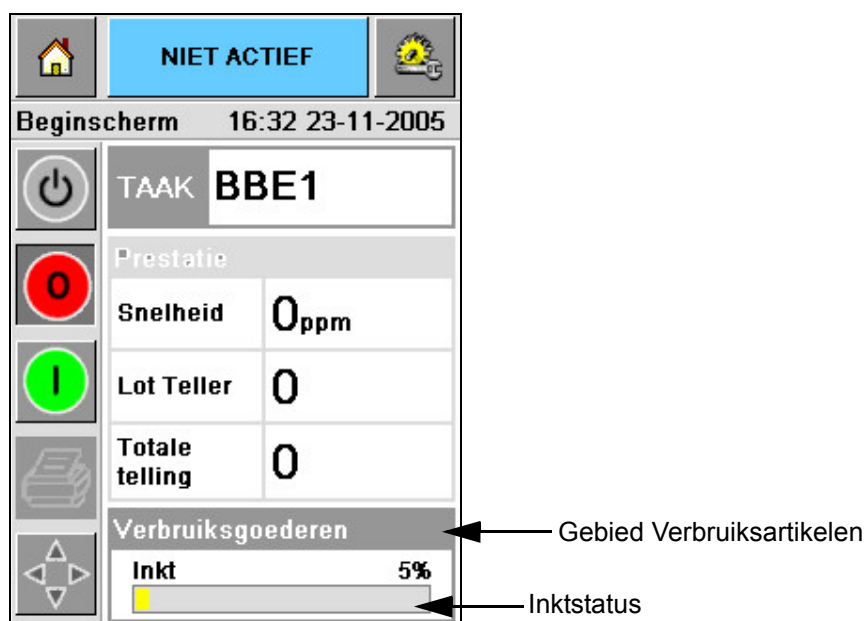 NIET ACTIEF
Beginscherm 16:32 23-11-2005
TAAK BBE1
Prestatie
O
Snelheid 0ppm
I
Lot Teller 0
Totale
telling 0
Verbruiksgoederen
Gebied Verbruiksartikelen
Inkt 5%
Inktstatus